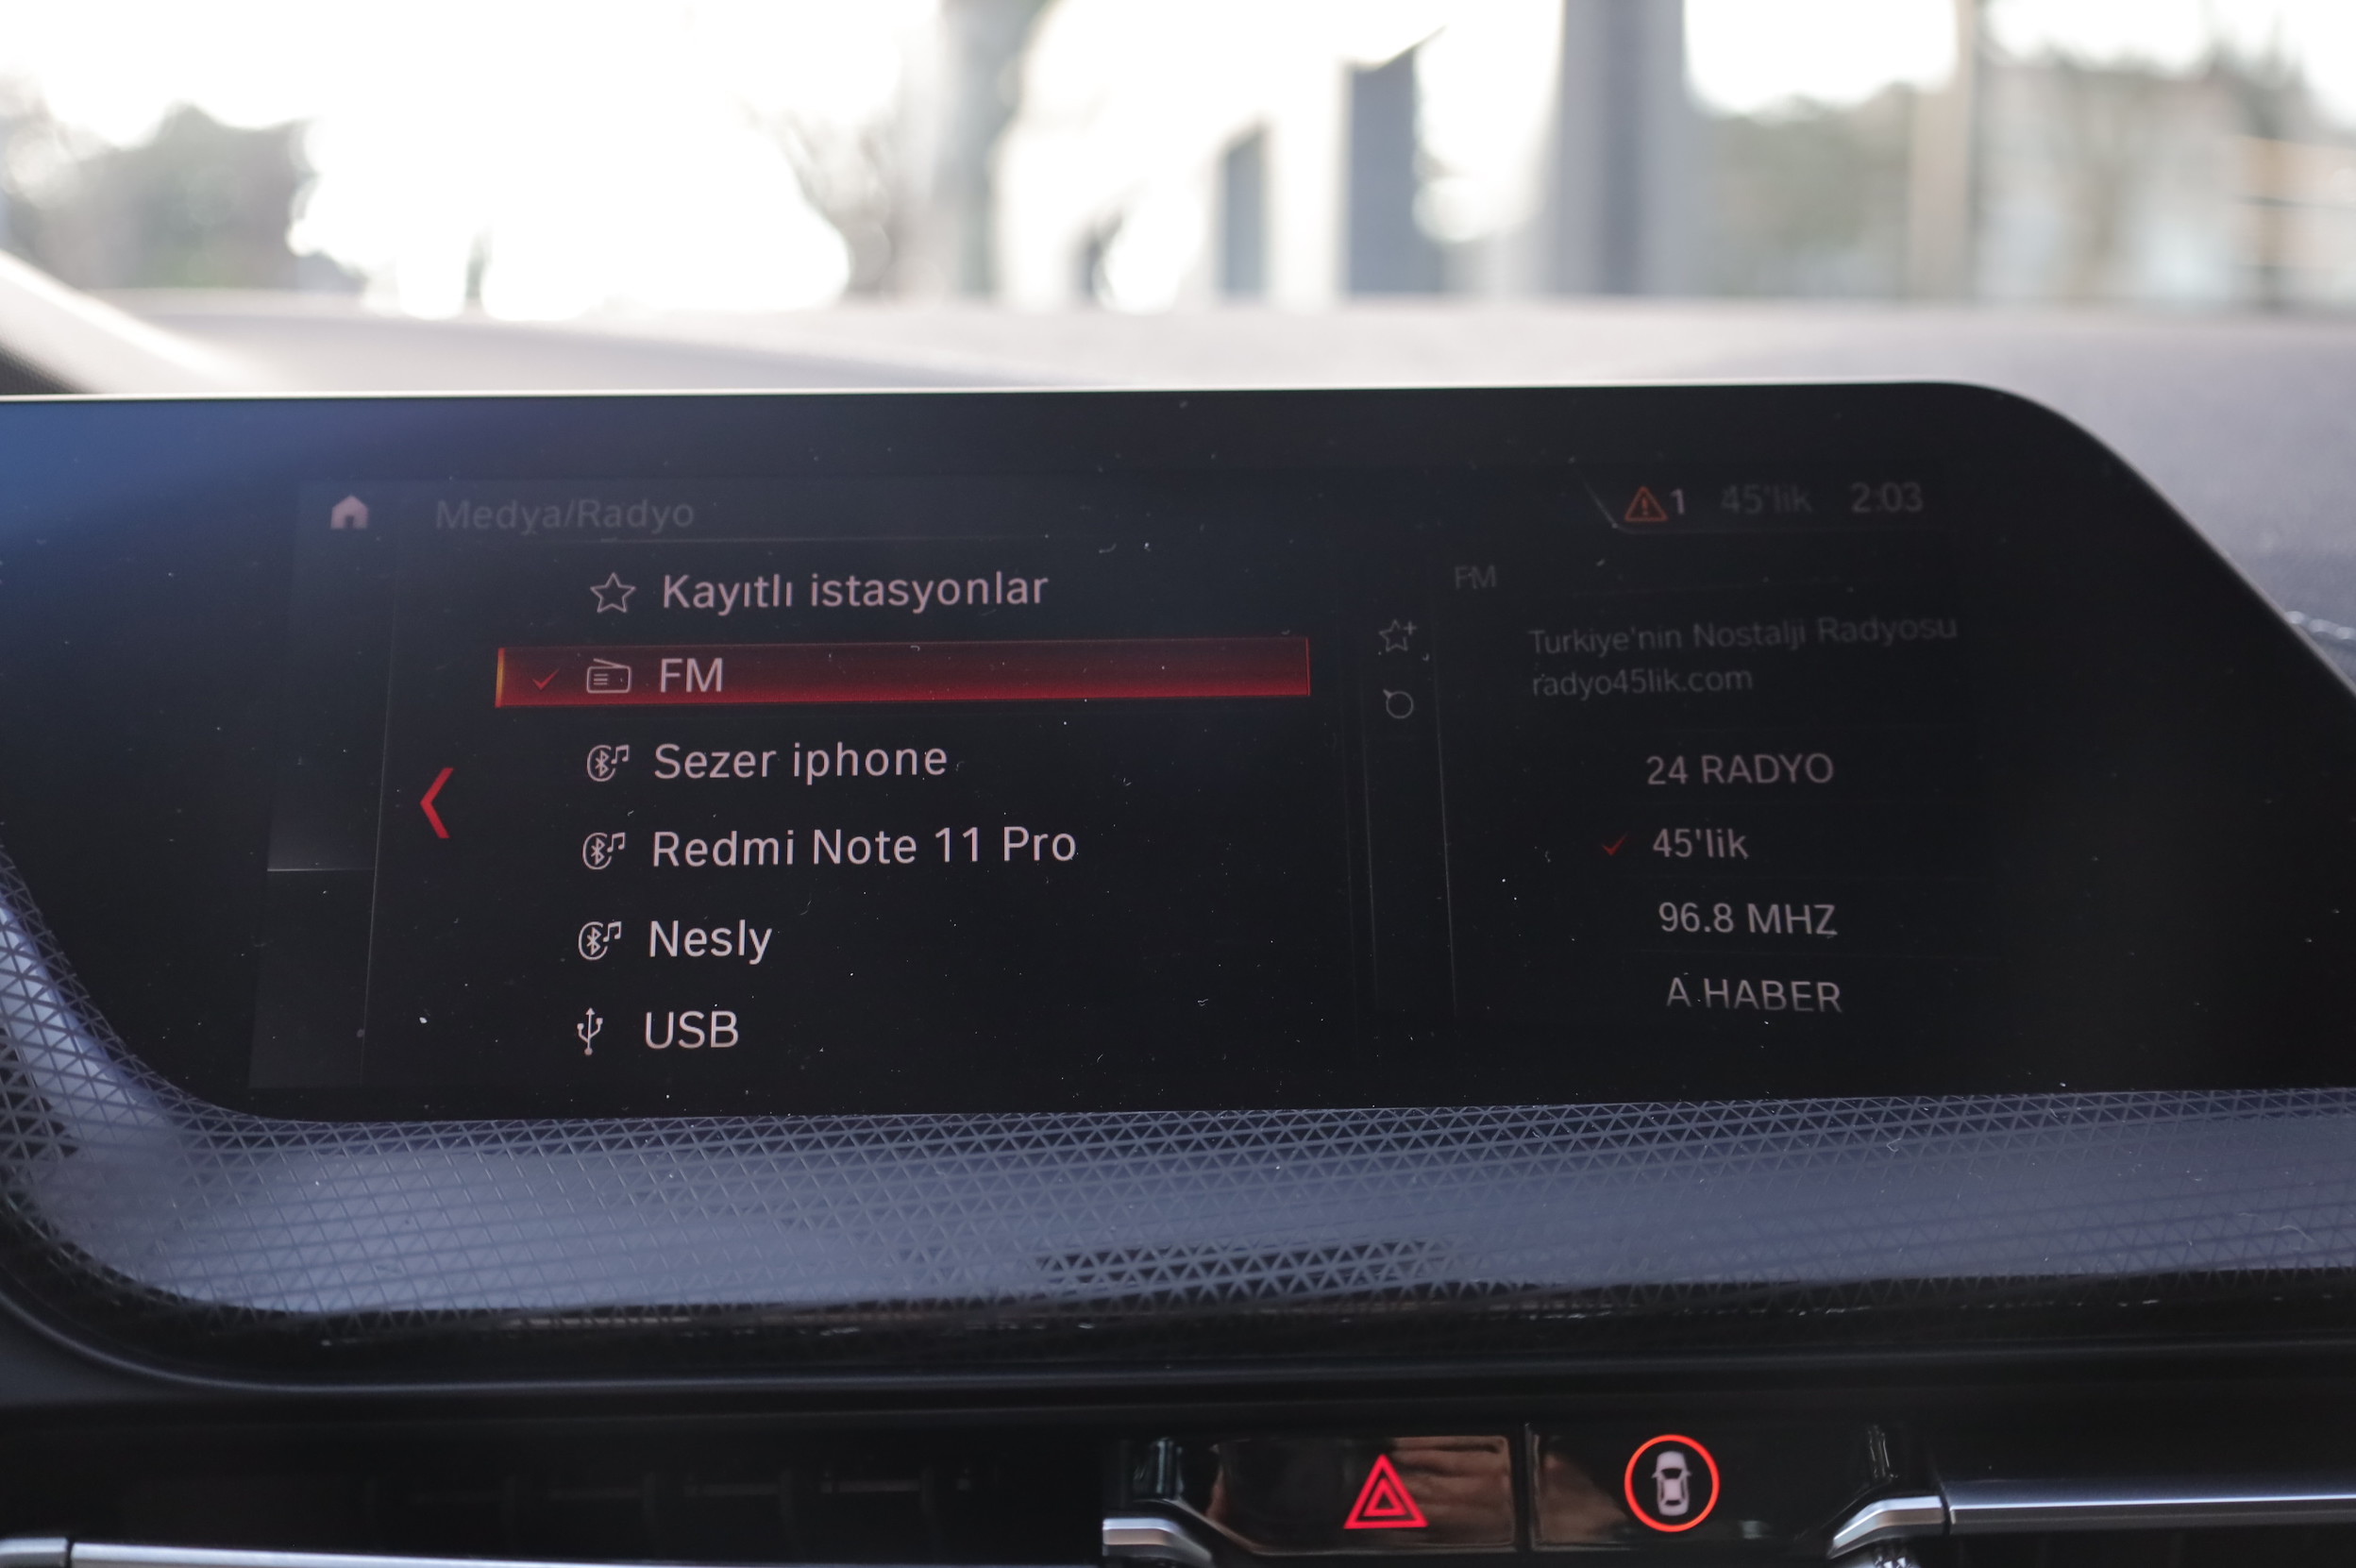 Medya/Radyo
1 45'lik 2:03
Kayıtlı istasyonlar
FM
Sezer iphone
Redmi Note 11 Pro
Nesly
USB
FM
Turkiye'nin Nostalji Radyosu
radyo45lik.com
24 RADYO
45'lik
96.8 MHZ
A HABER